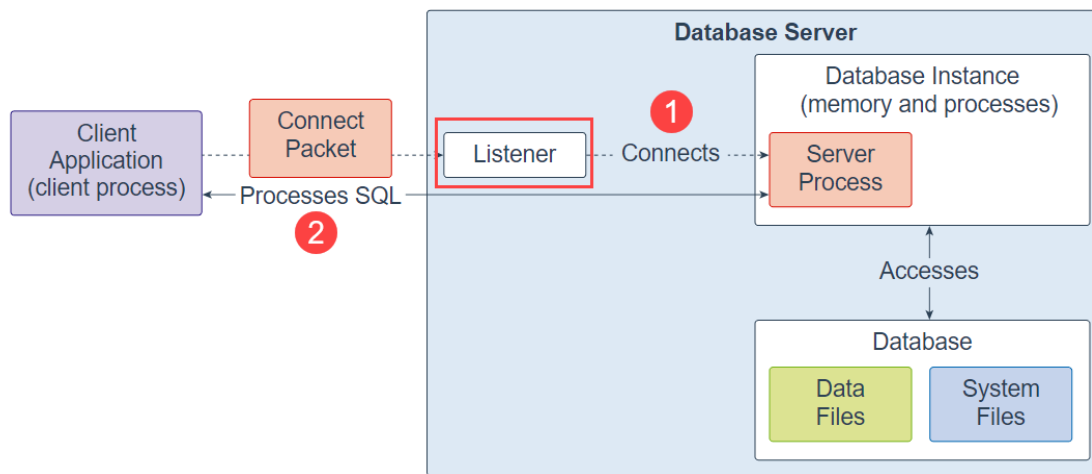 Database Server
Database Instance
(memory and processes)
1
Client
Application
(client process)
Connect
Packet
Listener
Connects
Server
Process
Processes SQL
2
Accesses
Database
Data
Files
System
Files